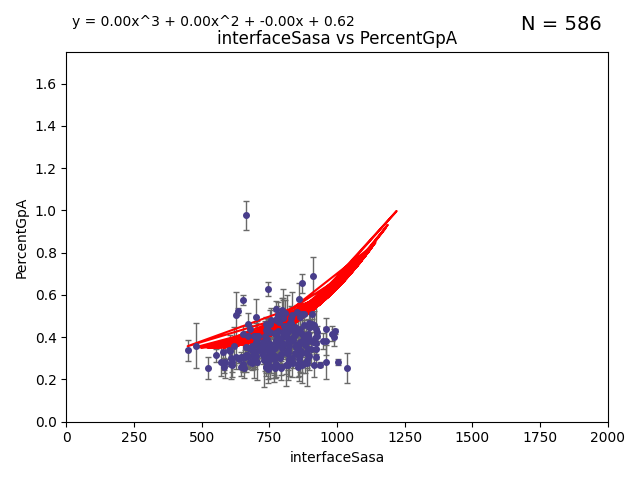 y = 0.00x^3 + 0.00x^2 + -0.00x + 0.62
N = 586
interfaceSasa vs PercentGpA
PercentGpA
1.6
1.4
1.2
1.0
0.8
0.6
0.4
0.2
0.0
0 250 500 750 1000 1250 1500 1750 2000
interfaceSasa